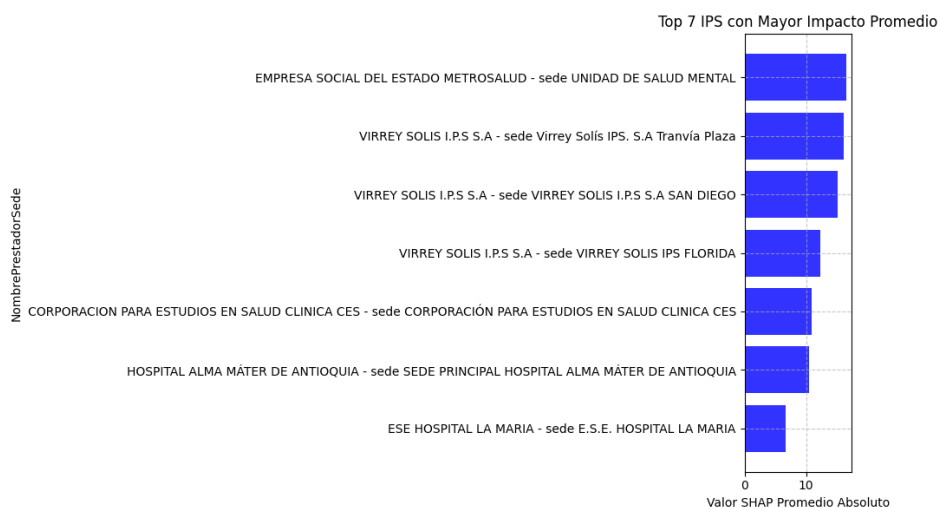 Top 7 IPS con Mayor Impacto Promedio
EMPRESA SOCIAL DEL ESTADO METROSALUD - sede UNIDAD DE SALUD MENTAL
VIRREY SOLIS I.P.S S.A - sede Virrey Solís IPS. S.A Tranvía Plaza
VIRREY SOLIS I.P.S S.A - sede VIRREY SOLIS I.P.S S.A SAN DIEGO
VIRREY SOLIS I.P.S S.A - sede VIRREY SOLIS IPS FLORIDA
CORPORACION PARA ESTUDIOS EN SALUD CLINICA CES - sede CORPORACIÓN PARA ESTUDIOS EN SALUD CLINICA CES
HOSPITAL ALMA MÁTER DE ANTIOQUIA - sede SEDE PRINCIPAL HOSPITAL ALMA MÁTER DE ANTIOQUIA
ESE HOSPITAL LA MARIA - sede E.S.E. HOSPITAL LA MARIA
NombrePrestadorSede
0 10
Valor SHAP Promedio Absoluto